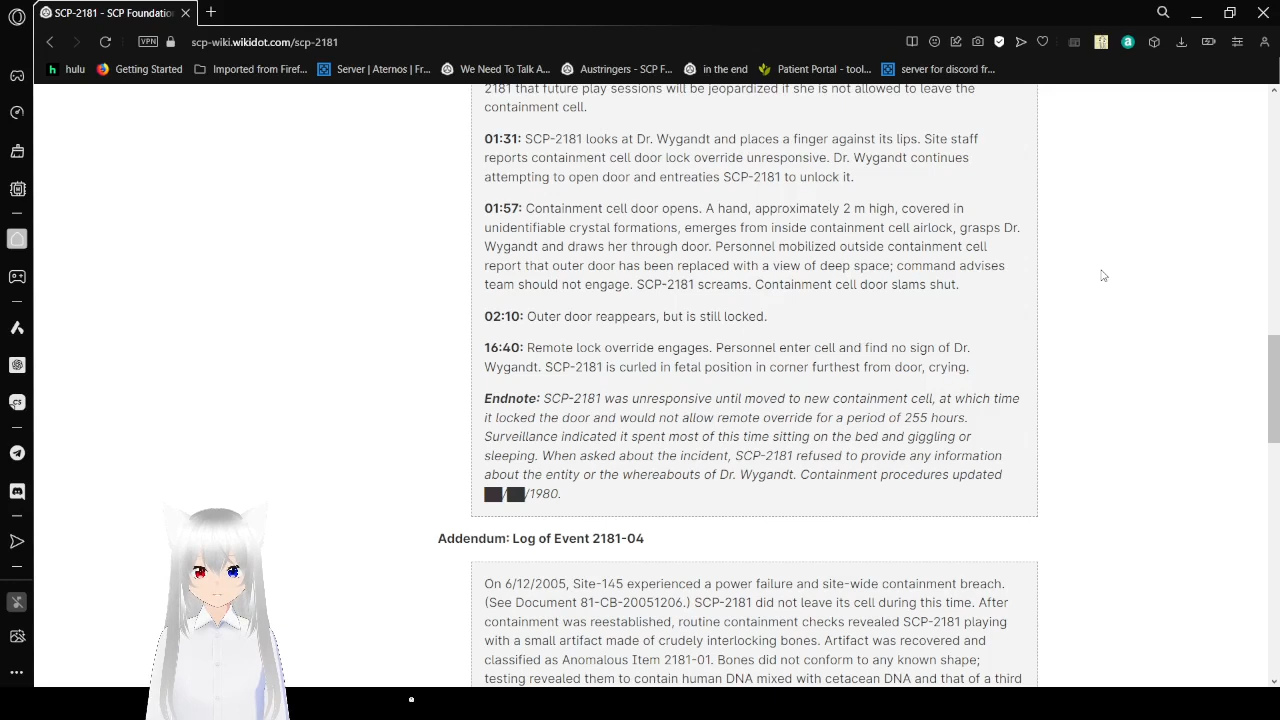 SCP-2181 - SCP Foundatio
VPN
scp-wiki.wikidot.com/scp-2181
hulu
Getting Started
Imported from Firef...
Server | Aternos | Fr...
We Need To Talk A...
Austringers - SCP F...
in the end
Patient Portal - tool...
server for discord fr...
2181 that future play sessions will be jeopardized if she is not allowed to leave the
containment cell.
01:31: SCP-2181 looks at Dr. Wygandt and places a finger against its lips. Site staff
reports containment cell door lock override unresponsive. Dr. Wygandt continues
attempting to open door and entreaties SCP-2181 to unlock it.
01:57: Containment cell door opens. A hand, approximately 2 m high, covered in
unidentifiable crystal formations, emerges from inside containment cell airlock, grasps Dr.
Wygandt and draws her through door. Personnel mobilized outside containment cell
report that outer door has been replaced with a view of deep space; command advises
team should not engage. SCP-2181 screams. Containment cell door slams shut.
02:10: Outer door reappears, but is still locked.
16:40: Remote lock override engages. Personnel enter cell and find no sign of Dr.
Wygandt. SCP-2181 is curled in fetal position in corner furthest from door, crying.
Endnote: SCP-2181 was unresponsive until moved to new containment cell, at which time
it locked the door and would not allow remote override for a period of 255 hours.
Surveillance indicated it spent most of this time sitting on the bed and giggling or
sleeping. When asked about the incident, SCP-2181 refused to provide any information
about the entity or the whereabouts of Dr. Wygandt. Containment procedures updated
██/██/1980.
Addendum: Log of Event 2181-04
On 6/12/2005, Site-145 experienced a power failure and site-wide containment breach.
(See Document 81-CB-20051206.) SCP-2181 did not leave its cell during this time. After
containment was reestablished, routine containment checks revealed SCP-2181 playing
with a small artifact made of crudely interlocking bones. Artifact was recovered and
classified as Anomalous Item 2181-01. Bones did not conform to any known shape;
testing revealed them to contain human DNA mixed with cetacean DNA and that of a third